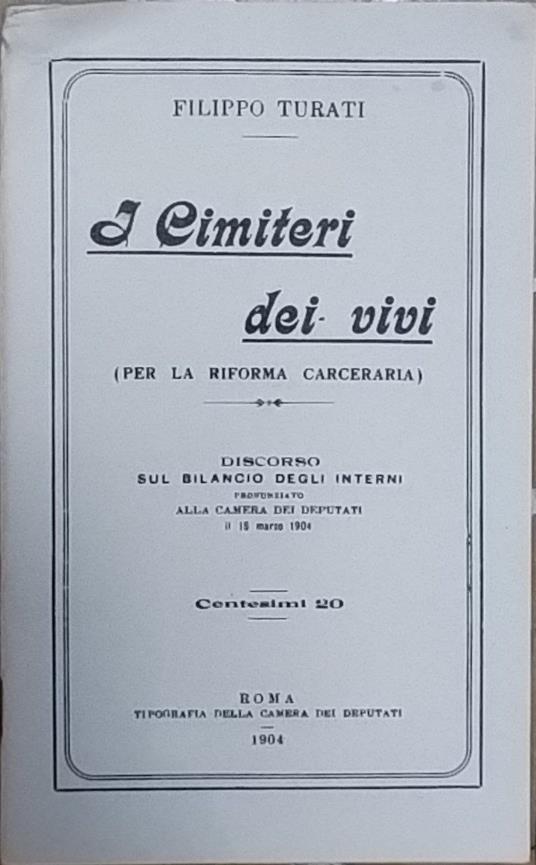 FILIPPO TURATI
I Cimiteri
dei vivi
(PER LA RIFORMA CARCERARIA)
DISCORSO
SUL BILANCIO DEGLI INTERNI
PRONUNZIATO
ALLA CAMERA DEI DEPUTATI
il 18 marzo 1904
Centesimi 20
ROMA
TIPOGRAFIA DELLA CAMERA DEI DEPUTATI
1904